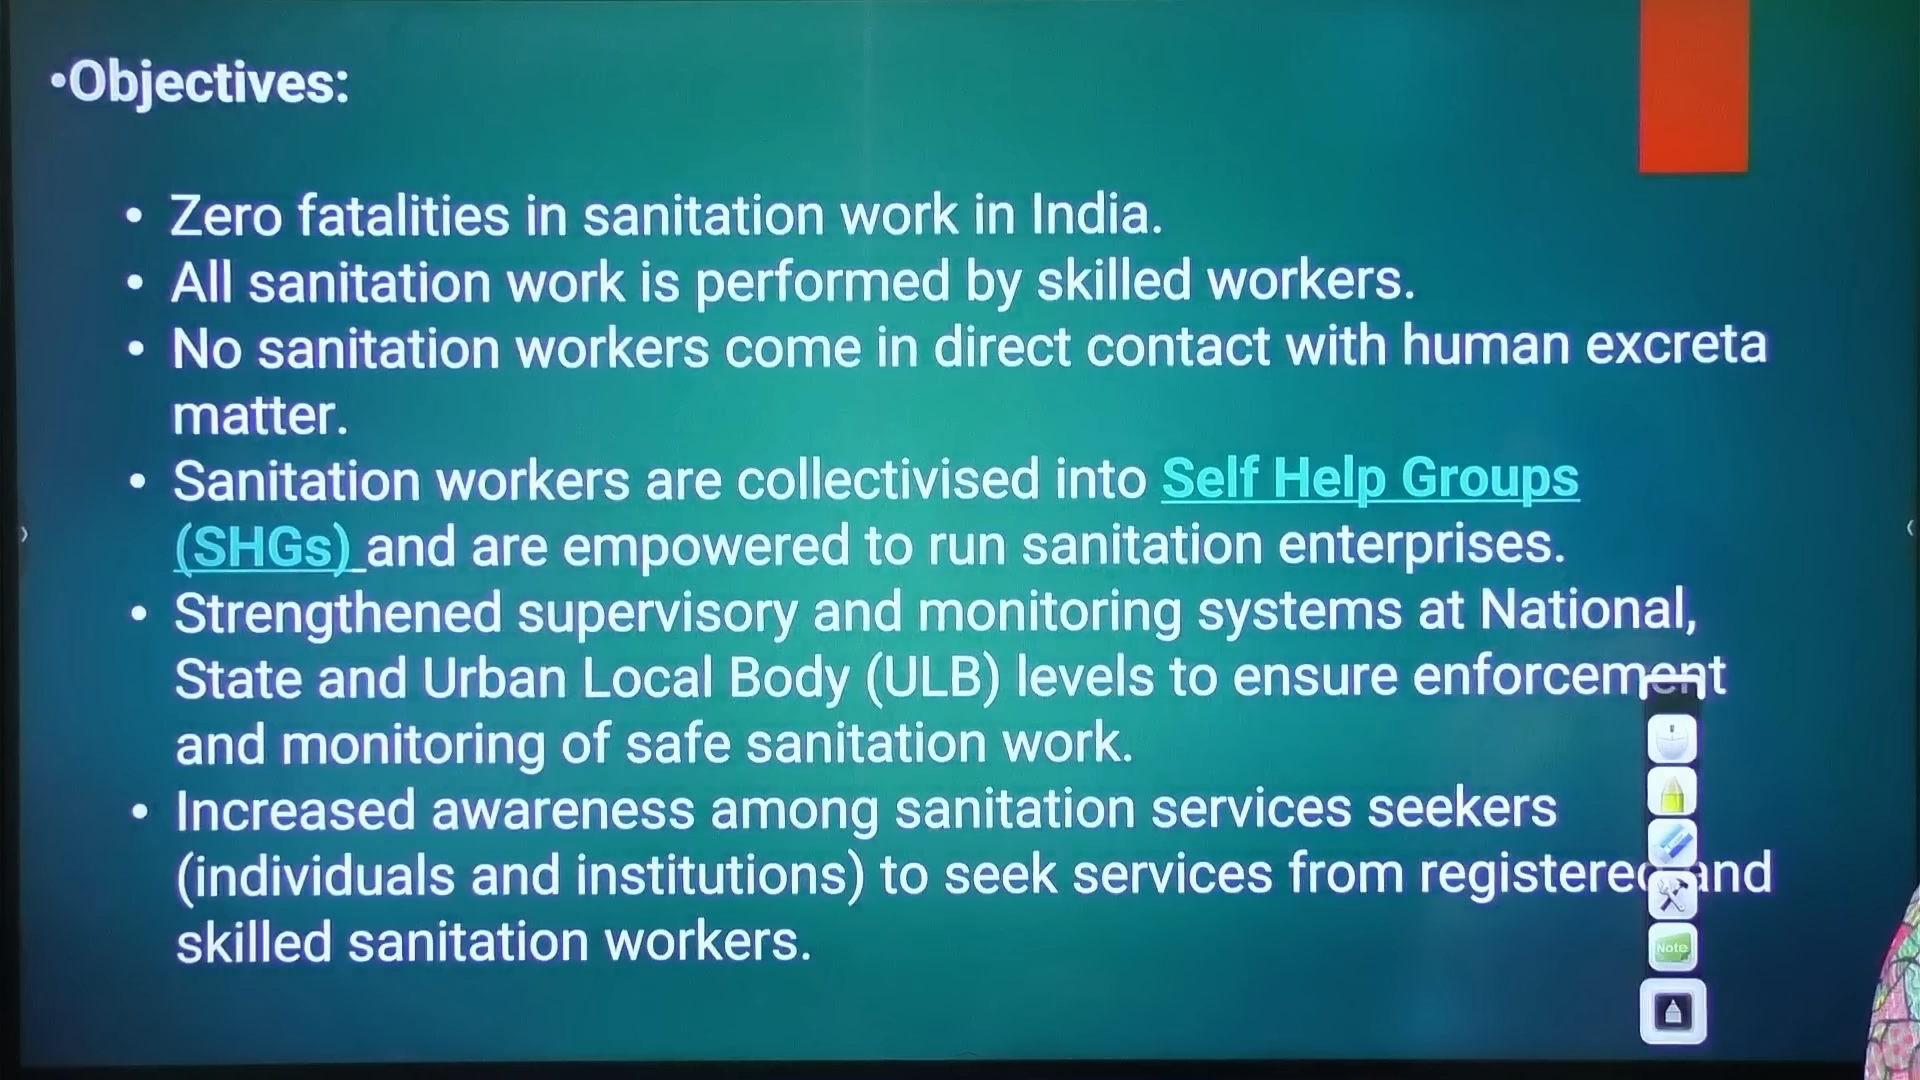 •Objectives:
• Zero fatalities in sanitation work in India.
• All sanitation work is performed by skilled workers.
• No sanitation workers come in direct contact with human excreta
matter.
• Sanitation workers are collectivised into Self Help Groups
(SHGs) and are empowered to run sanitation enterprises.
• Strengthened supervisory and monitoring systems at National,
State and Urban Local Body (ULB) levels to ensure enforcement
and monitoring of safe sanitation work.
• Increased awareness among sanitation services seekers
(individuals and institutions) to seek services from registered and
skilled sanitation workers.
Note